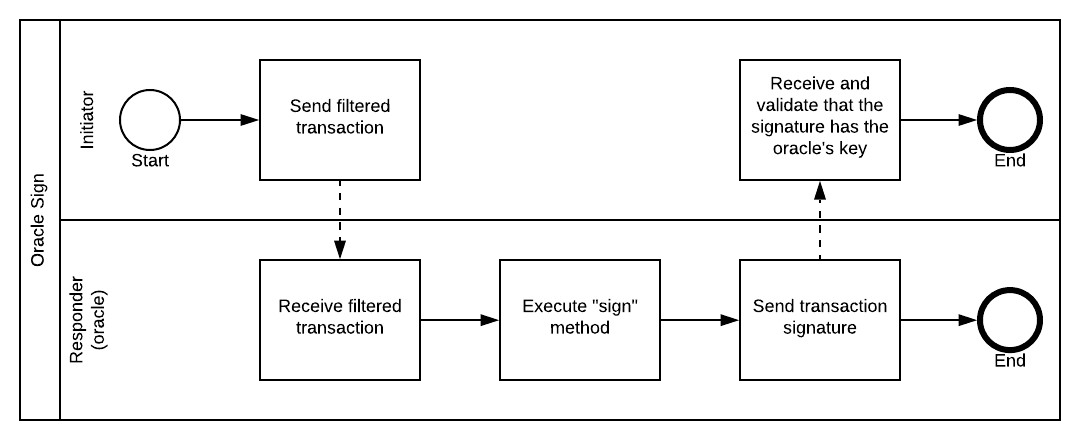 Oracle Sign
Initiator
Start
Send filtered
transaction
Receive and
validate that the
signature has the
oracle's key
End
Responder
(oracle)
Receive filtered
transaction
Execute "sign"
method
Send transaction
signature
End